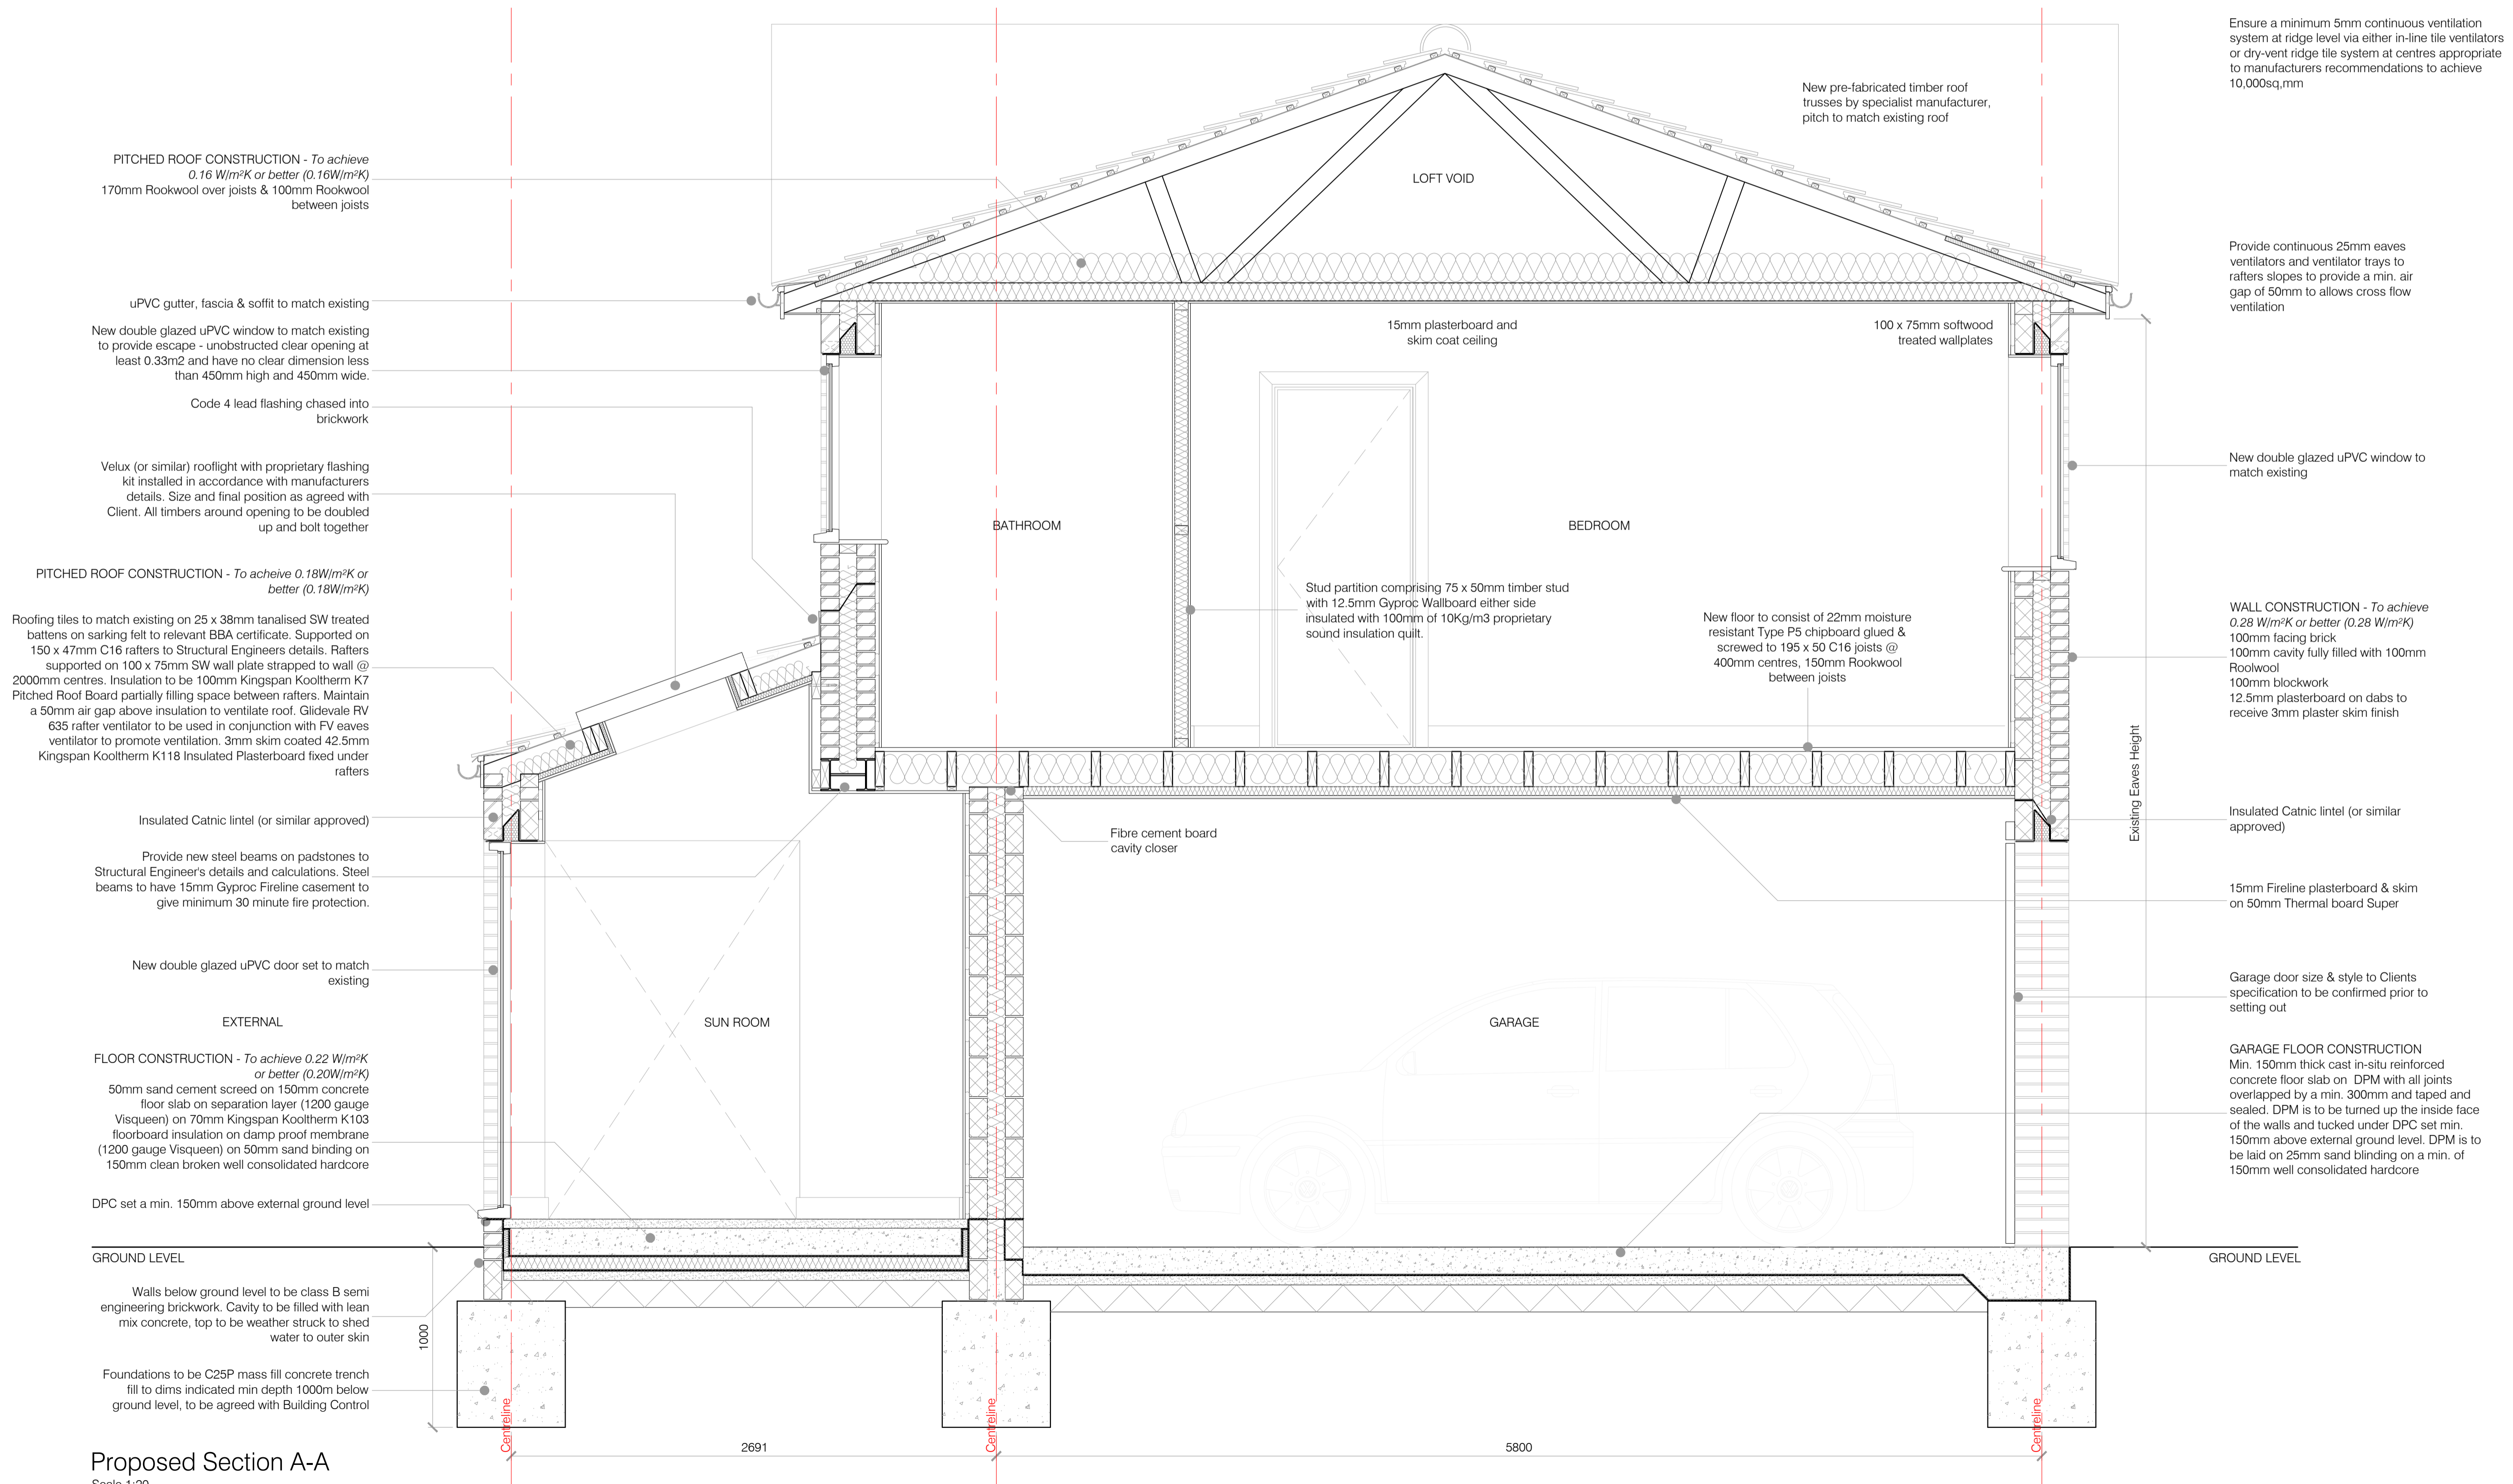 PITCHED ROOF CONSTRUCTION - To achieve
0.16 W/m²K or better (0.16W/m²K)
170mm Rookwool over joists & 100mm Rookwool
between joists
uPVC gutter, fascia & soffit to match existing
New double glazed uPVC window to match existing
to provide escape - unobstructed clear opening at
least 0.33m2 and have no clear dimension less
than 450mm high and 450mm wide.
Code 4 lead flashing chased into
brickwork
Velux (or similar) rooflight with proprietary flashing
kit installed in accordance with manufacturers
details. Size and final position as agreed with
Client. All timbers around opening to be doubled
up and bolt together
PITCHED ROOF CONSTRUCTION - To acheive 0.18W/m²K or
better (0.18W/m²K)
Roofing tiles to match existing on 25 x 38mm tanalised SW treated
battens on sarking felt to relevant BBA certificate. Supported on
150 x 47mm C16 rafters to Structural Engineers details. Rafters
supported on 100 x 75mm SW wall plate strapped to wall @
2000mm centres. Insulation to be 100mm Kingspan Kooltherm K7
Pitched Roof Board partially filling space between rafters. Maintain
a 50mm air gap above insulation to ventilate roof. Glidevale RV
635 rafter ventilator to be used in conjunction with FV eaves
ventilator to promote ventilation. 3mm skim coated 42.5mm
Kingspan Kooltherm K118 Insulated Plasterboard fixed under
rafters
Insulated Catnic lintel (or similar approved)
Provide new steel beams on padstones to
Structural Engineer's details and calculations. Steel
beams to have 15mm Gyproc Fireline casement to
give minimum 30 minute fire protection.
New double glazed uPVC door set to match
existing
EXTERNAL
FLOOR CONSTRUCTION - To achieve 0.22 W/m²K
or better (0.20W/m²K)
50mm sand cement screed on 150mm concrete
floor slab on separation layer (1200 gauge
Visqueen) on 70mm Kingspan Kooltherm K103
floorboard insulation on damp proof membrane
(1200 gauge Visqueen) on 50mm sand binding on
150mm clean broken well consolidated hardcore
DPC set a min. 150mm above external ground level
GROUND LEVEL
Walls below ground level to be class B semi
engineering brickwork. Cavity to be filled with lean
mix concrete, top to be weather struck to shed
water to outer skin
1000
Foundations to be C25P mass fill concrete trench
fill to dims indicated min depth 1000m below
ground level, to be agreed with Building Control
Proposed Section A-A
Scale 1:20
New pre-fabricated timber roof
trusses by specialist manufacturer,
pitch to match existing roof
LOFT VOID
15mm plasterboard and
skim coat ceiling
100 x 75mm softwood
treated wallplates
BATHROOM
BEDROOM
Stud partition comprising 75 x 50mm timber stud
with 12.5mm Gyproc Wallboard either side
insulated with 100mm of 10Kg/m3 proprietary
sound insulation quilt.
New floor to consist of 22mm moisture
resistant Type P5 chipboard glued &
screwed to 195 x 50 C16 joists @
400mm centres, 150mm Rookwool
between joists
Fibre cement board
cavity closer
SUN ROOM
GARAGE
Centreline
2691
Centreline
5800
Centreline
Existing Eaves Height
Ensure a minimum 5mm continuous ventilation
system at ridge level via either in-line tile ventilators
or dry-vent ridge tile system at centres appropriate
to manufacturers recommendations to achieve
10,000sq,mm
Provide continuous 25mm eaves
ventilators and ventilator trays to
rafters slopes to provide a min. air
gap of 50mm to allows cross flow
ventilation
New double glazed uPVC window to
match existing
WALL CONSTRUCTION - To achieve
0.28 W/m²K or better (0.28 W/m²K)
100mm facing brick
100mm cavity fully filled with 100mm
Roolwool
100mm blockwork
12.5mm plasterboard on dabs to
receive 3mm plaster skim finish
Insulated Catnic lintel (or similar
approved)
15mm Fireline plasterboard & skim
on 50mm Thermal board Super
Garage door size & style to Clients
specification to be confirmed prior to
setting out
GARAGE FLOOR CONSTRUCTION
Min. 150mm thick cast in-situ reinforced
concrete floor slab on DPM with all joints
overlapped by a min. 300mm and taped and
sealed. DPM is to be turned up the inside face
of the walls and tucked under DPC set min.
150mm above external ground level. DPM is to
be laid on 25mm sand blinding on a min. of
150mm well consolidated hardcore
GROUND LEVEL